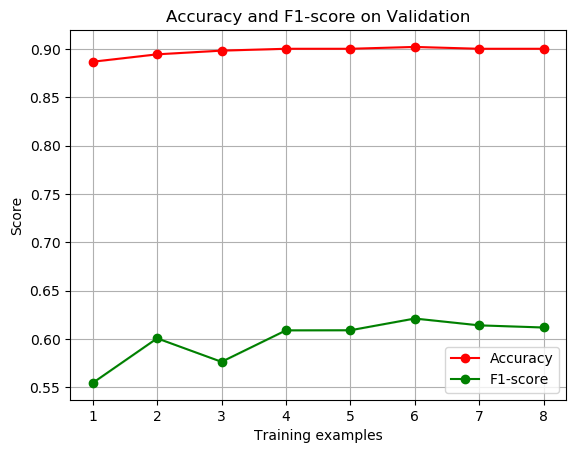 Accuracy and F1-score on Validation
0.90
0.85
0.80
0.75
0.70
0.65
0.60
0.55
Score
1 2 3 4 5 6 7 8
Training examples
Accuracy
F1-score